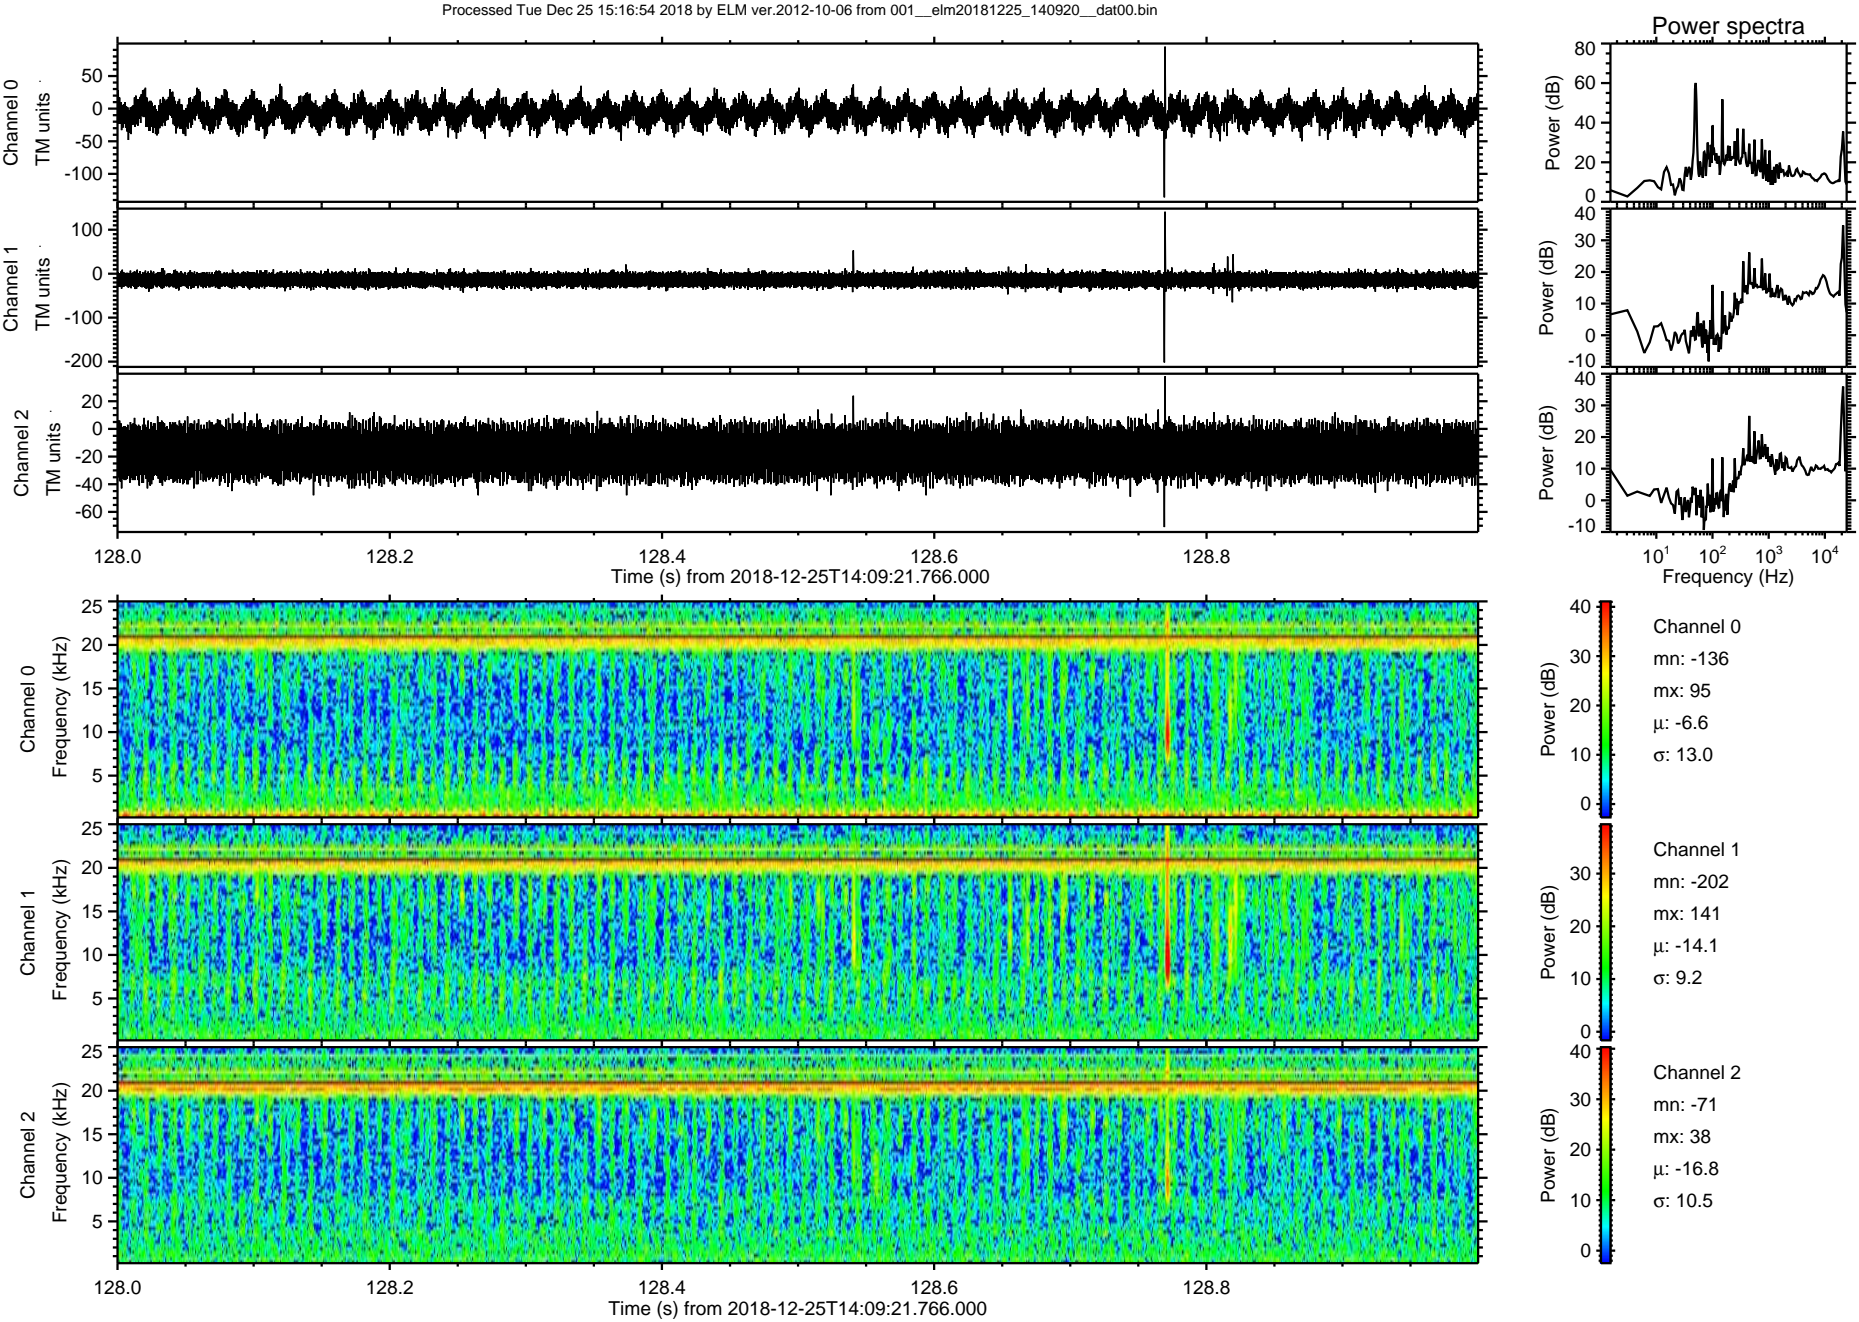 Processed Tue Dec 25 15:16:54 2018 by ELM ver.2012-10-06 from 001__elm20181225_140920__dat00.bin
Power spectra
Channel 0
TM units
50
0
-50
-100
Power (dB)
80
60
40
20
0
Channel 1
TM units
100
0
-100
-200
Power (dB)
40
30
20
10
0
-10
Channel 2
TM units
20
0
-20
-40
-60
Power (dB)
40
30
20
10
0
-10
128.0 128.2 128.4 128.6 128.8
Time (s) from 2018-12-25T14:09:21.766.000
10¹ 10² 10³ 10⁴
Frequency (Hz)
Channel 0
Frequency (kHz)
25
20
15
10
5
Power (dB)
40
30
20
10
0
Channel 0
mn: -136
mx: 95
μ: -6.6
σ: 13.0
Channel 1
Frequency (kHz)
25
20
15
10
5
Power (dB)
30
20
10
0
Channel 1
mn: -202
mx: 141
μ: -14.1
σ: 9.2
Channel 2
Frequency (kHz)
25
20
15
10
5
Power (dB)
40
30
20
10
0
Channel 2
mn: -71
mx: 38
μ: -16.8
σ: 10.5
128.0 128.2 128.4 128.6 128.8
Time (s) from 2018-12-25T14:09:21.766.000